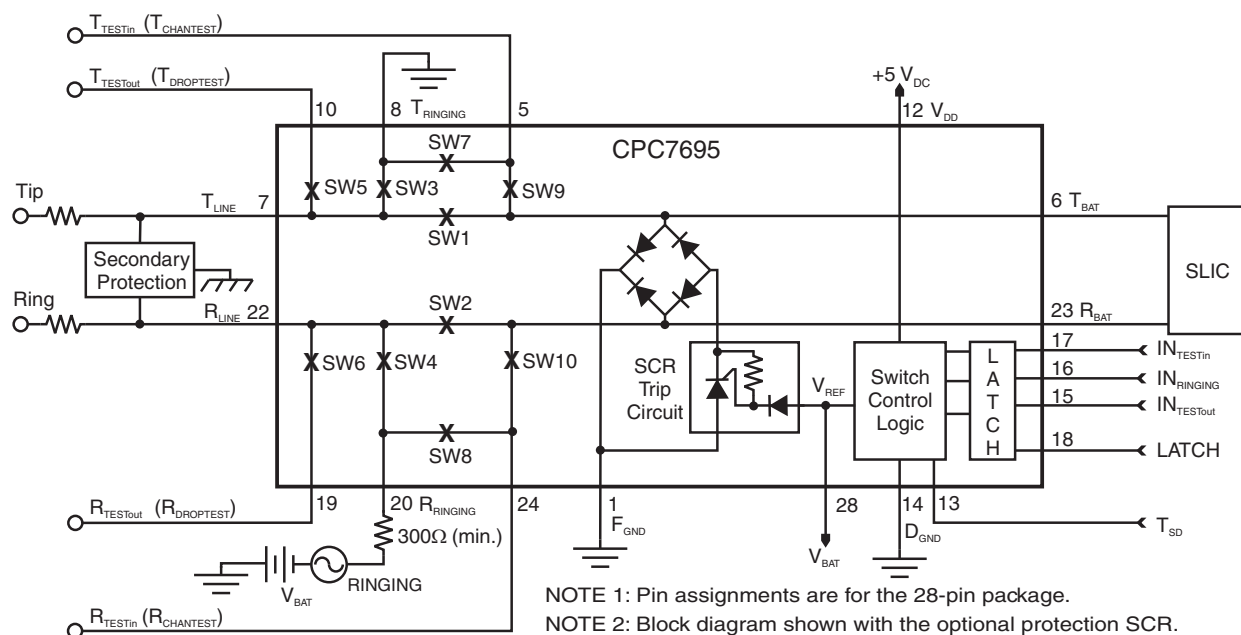 T_TESTin (T_CHANTEST)
T_TESTout (T_DROPTEST)
10
8
T_RINGING
5
+5 V_DC
12 V_DD
CPC7695
SW7
SW5
SW3
SW9
Tip
T_LINE
7
SW1
6 T_BAT
Secondary
Protection
SLIC
Ring
R_LINE
22
SW2
23 R_BAT
SW6
SW4
SW10
SCR
Trip
Circuit
V_REF
Switch
Control
Logic
L
A
T
C
H
17
IN_TESTin
16
IN_RINGING
15
IN_TESTout
18
LATCH
SW8
19
20
R_RINGING
24
1
F_GND
28
14
D_GND
13
R_TESTout (R_DROPTEST)
300Ω (min.)
T_SD
V_BAT
RINGING
V_BAT
R_TESTin (R_CHANTEST)
NOTE 1: Pin assignments are for the 28-pin package.
NOTE 2: Block diagram shown with the optional protection SCR.